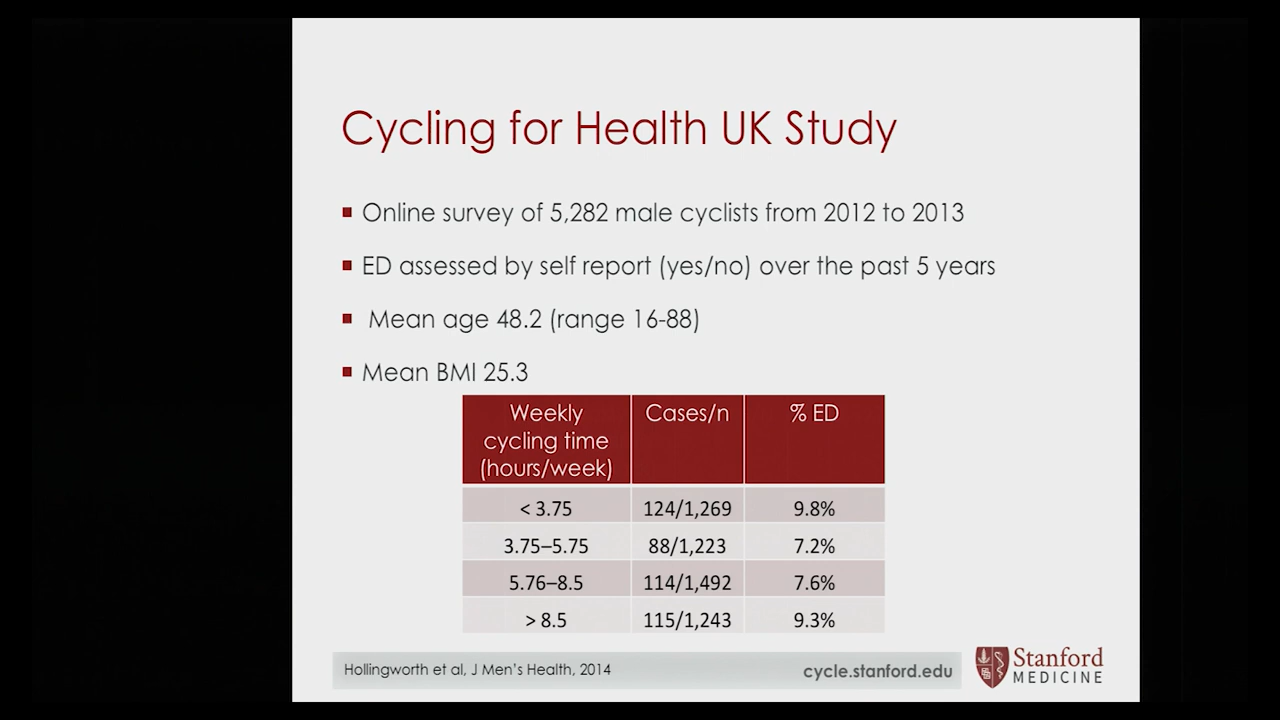 Cycling for Health UK Study
Online survey of 5,282 male cyclists from 2012 to 2013
ED assessed by self report (yes/no) over the past 5 years
Mean age 48.2 (range 16-88)
Mean BMI 25.3
Weekly cycling time (hours/week) Cases/n % ED
< 3.75 124/1,269 9.8%
3.75–5.75 88/1,223 7.2%
5.76–8.5 114/1,492 7.6%
> 8.5 115/1,243 9.3%
Hollingworth et al, J Men's Health, 2014
cycle.stanford.edu
Stanford
MEDICINE